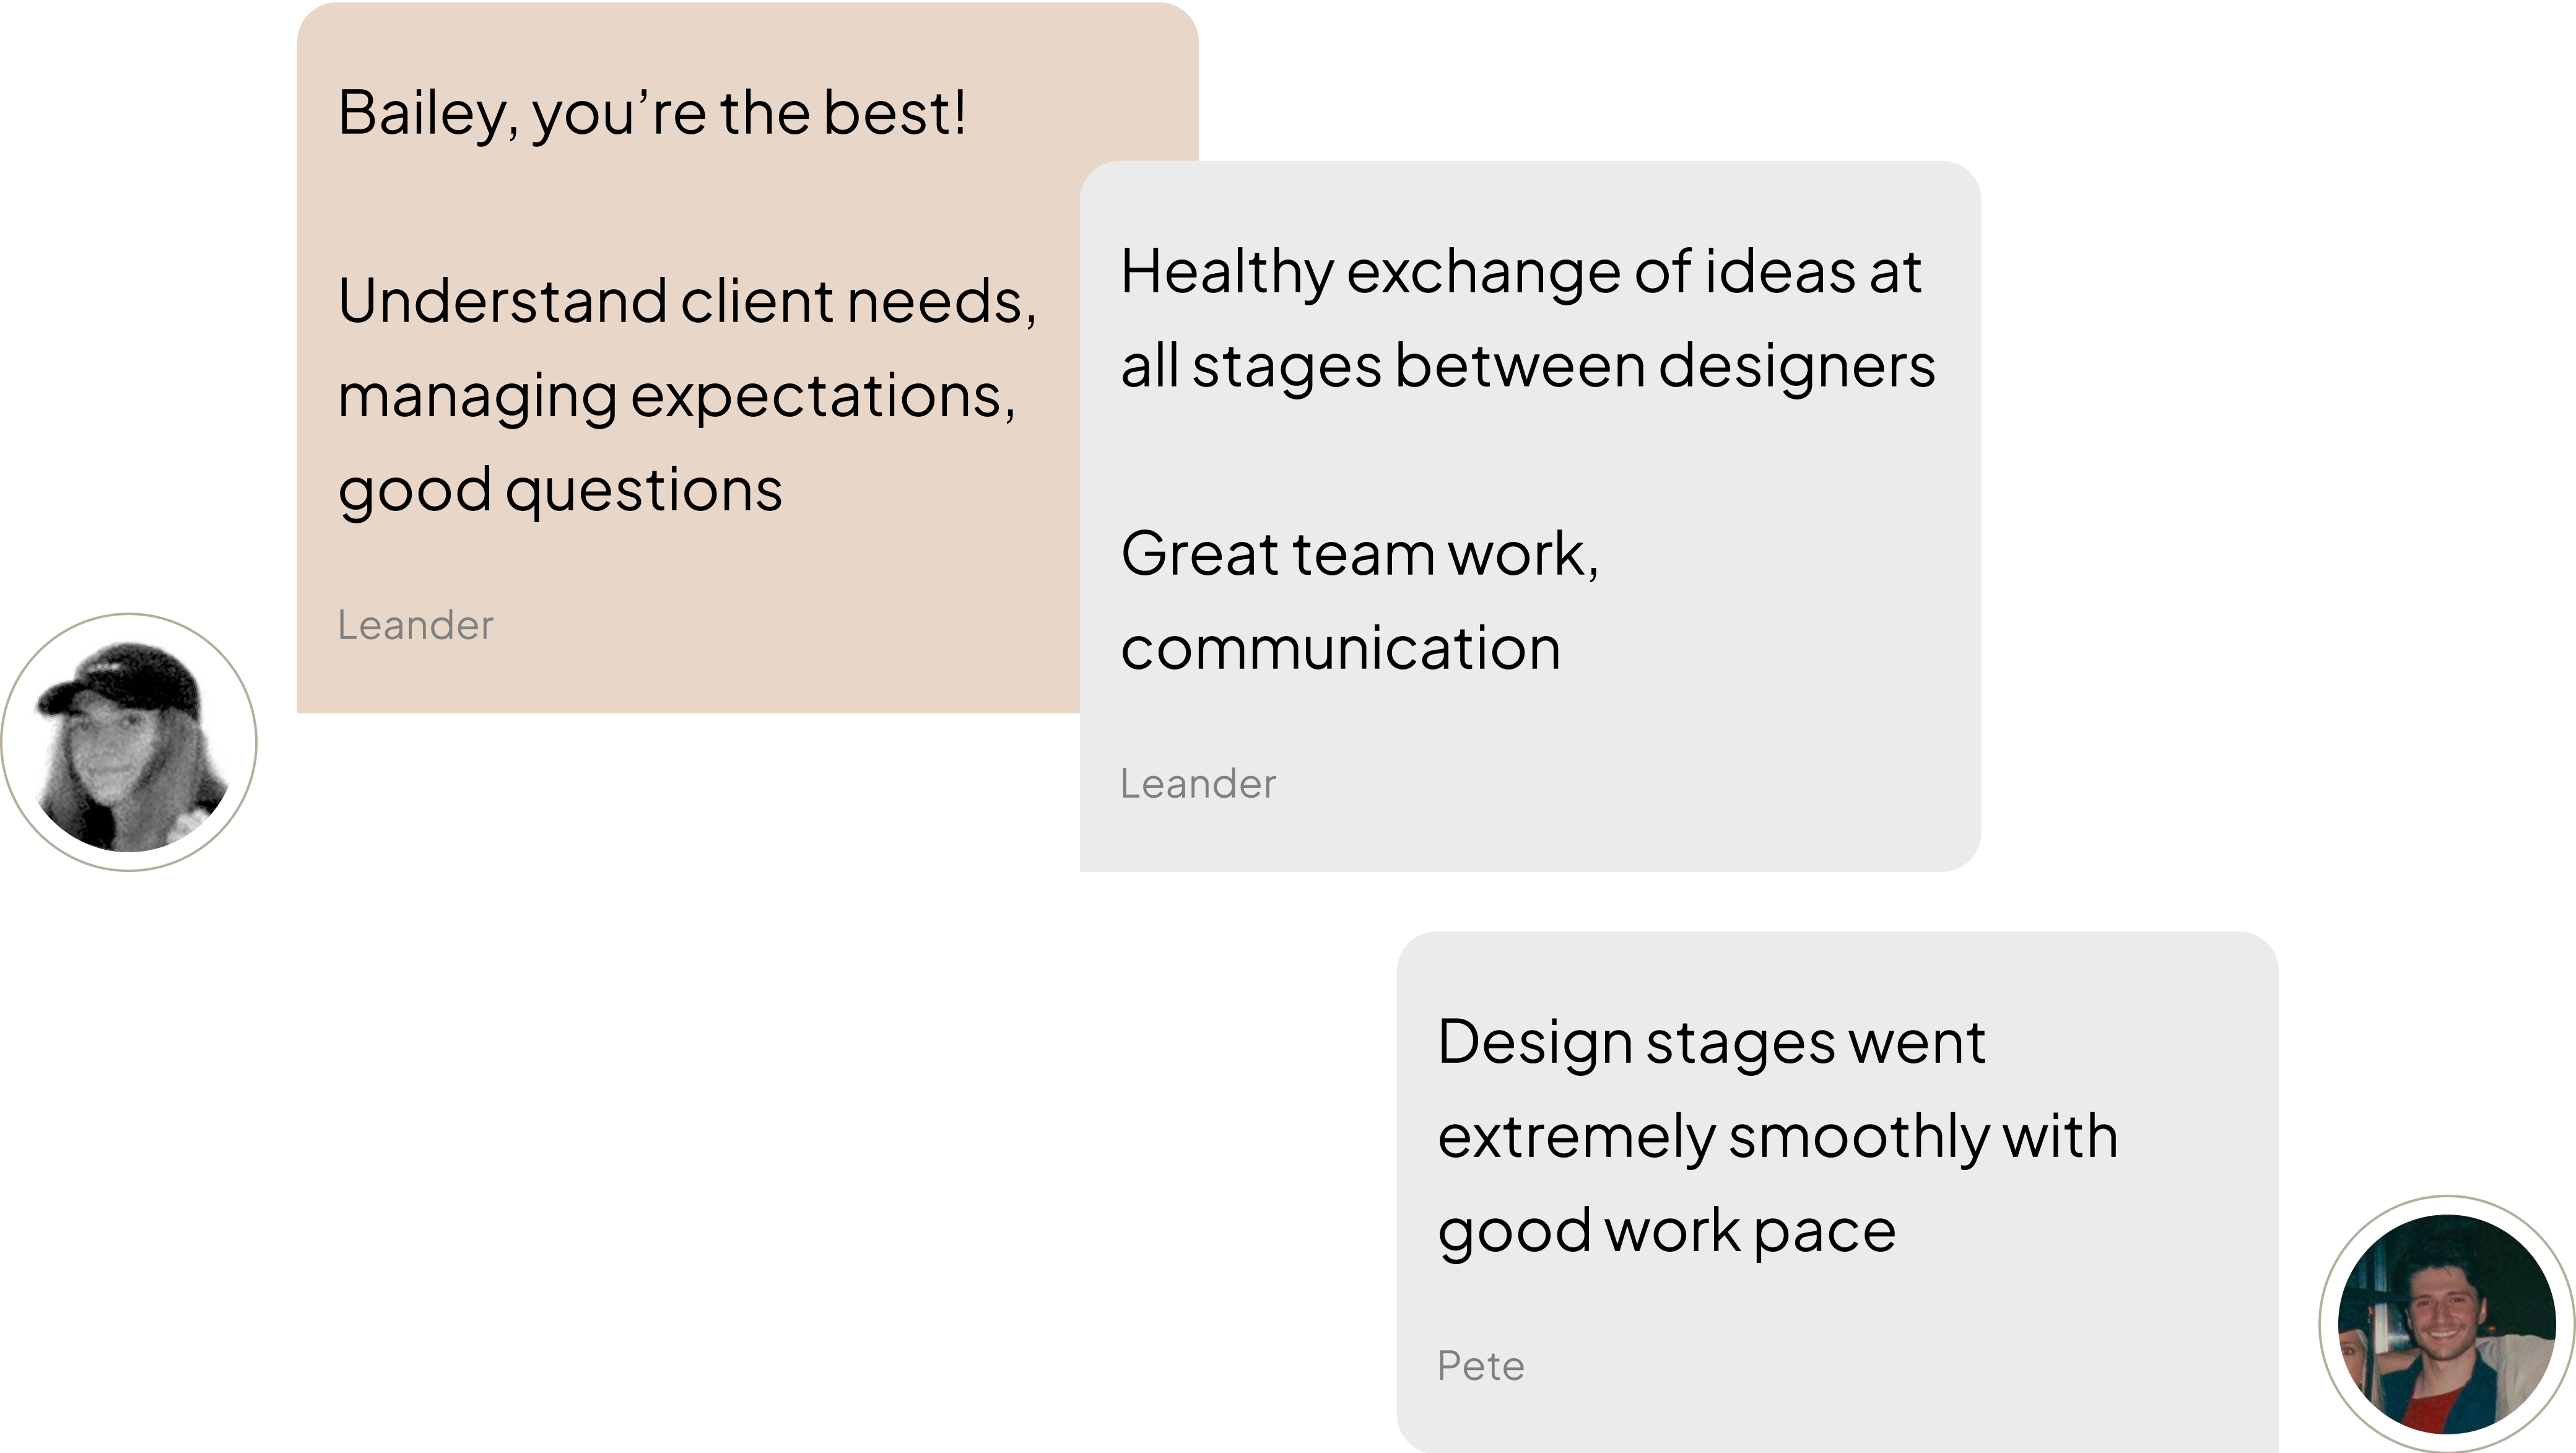 Bailey, you’re the best!
Understand client needs,
managing expectations,
good questions
Leander
Healthy exchange of ideas at
all stages between designers
Great team work,
communication
Leander
Design stages went
extremely smoothly with
good work pace
Pete